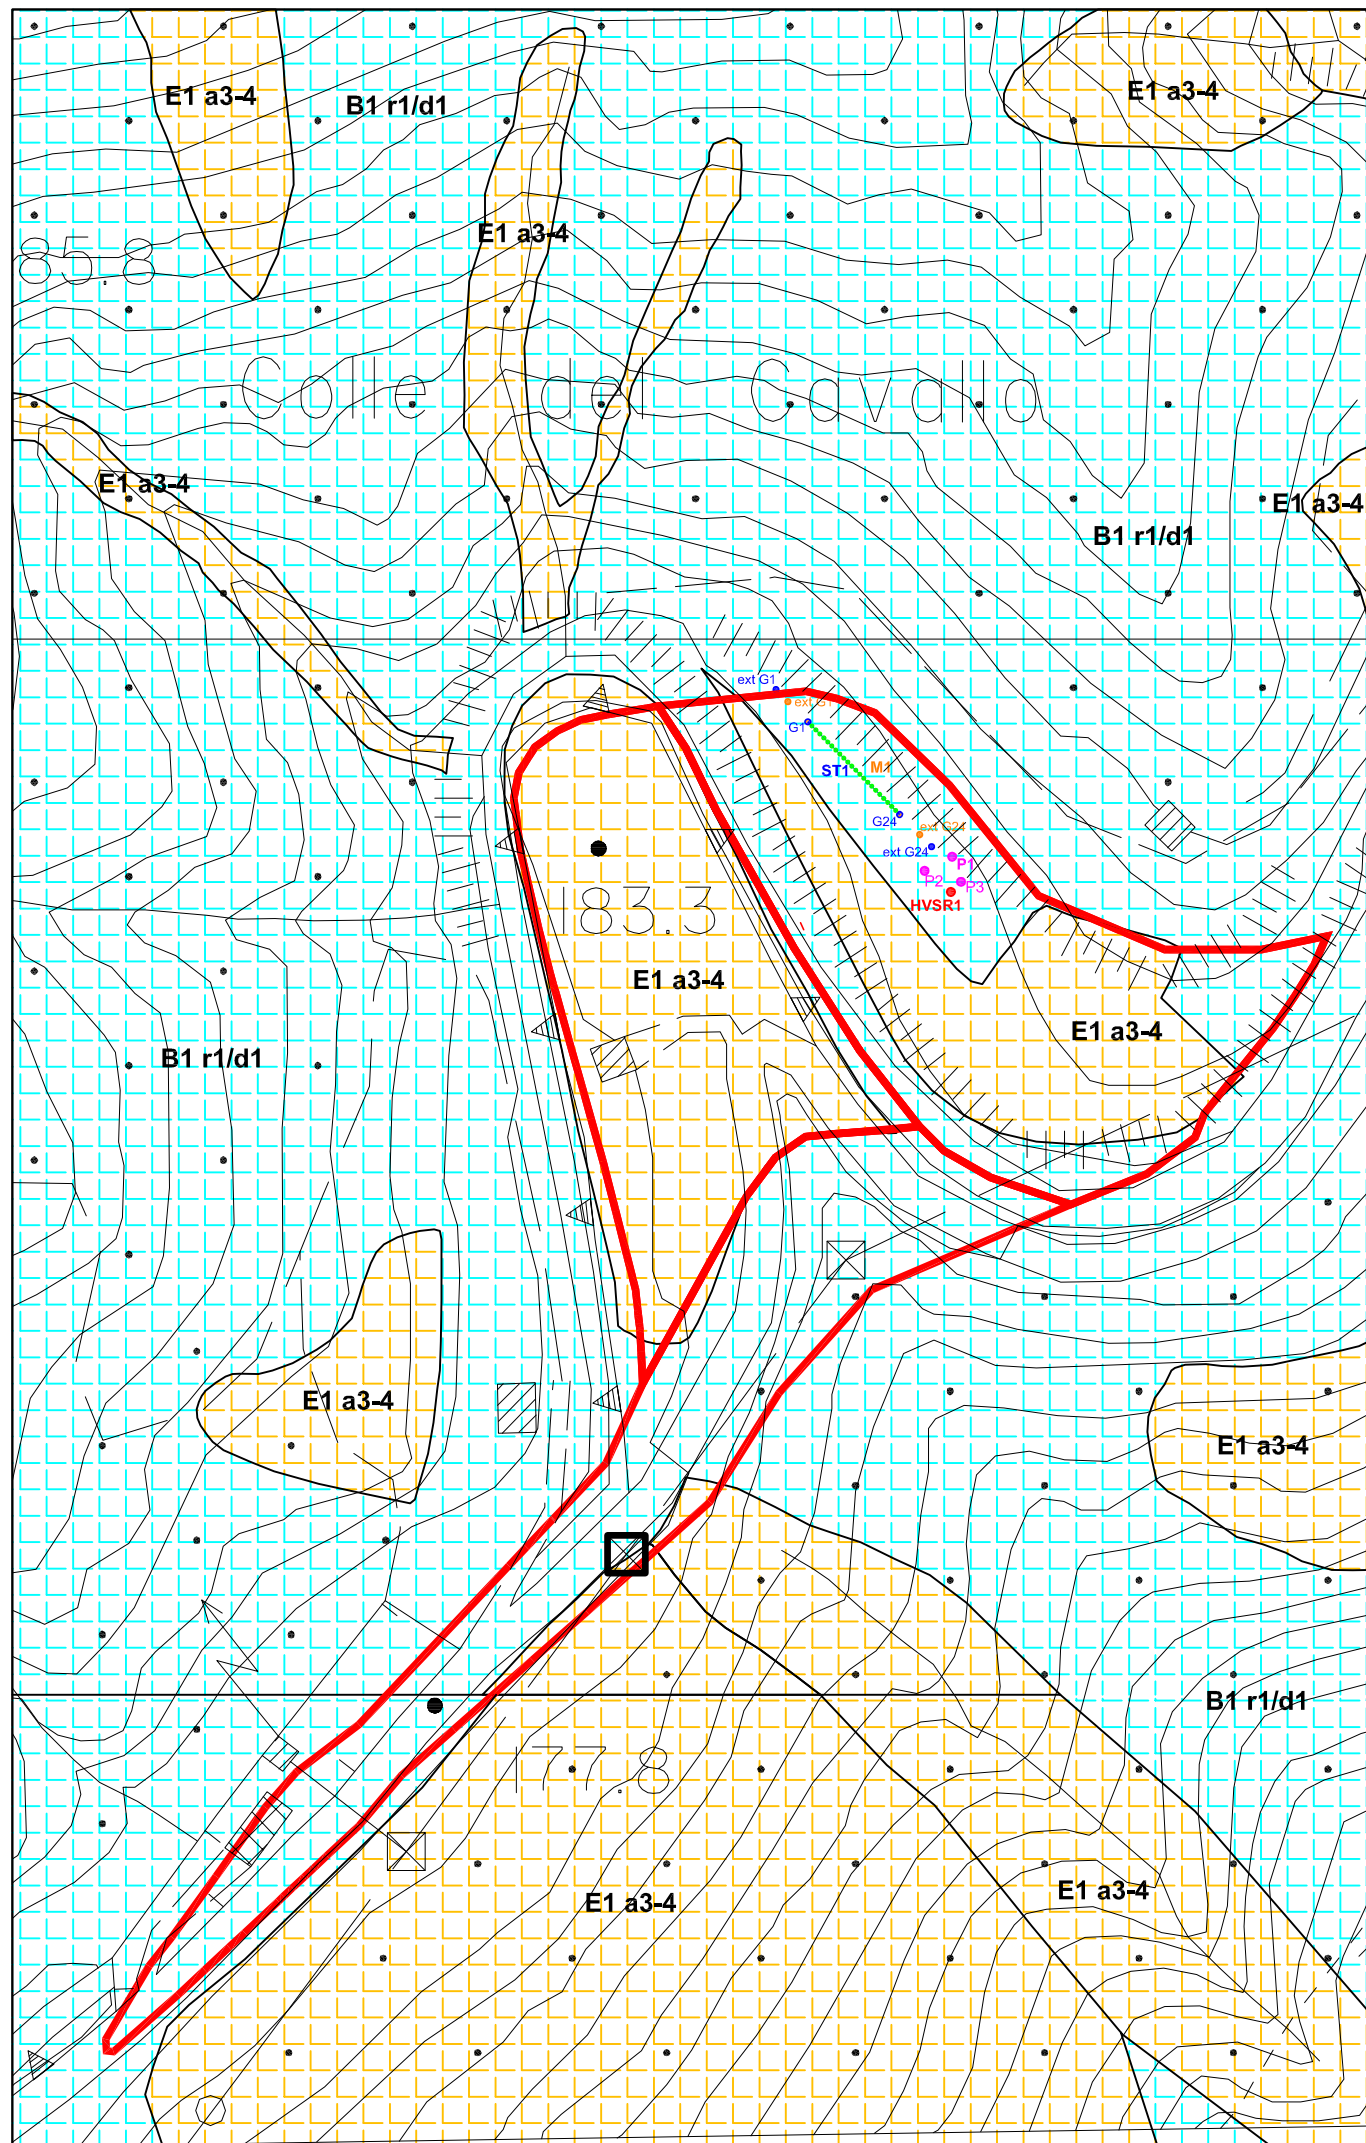 E1 a3-4
B1 r1/d1
E1 a3-4
E1 a3-4
85.8
Colle del Cavallo
E1 a3-4
E1 a3-4
B1 r1/d1
ext G1
ext G1
G1
ST1
M1
G24
ext G24
ext G24
P1
P2
P3
HVSR1
183.3
E1 a3-4
E1 a3-4
B1 r1/d1
E1 a3-4
E1 a3-4
B1 r1/d1
177.8
E1 a3-4
E1 a3-4